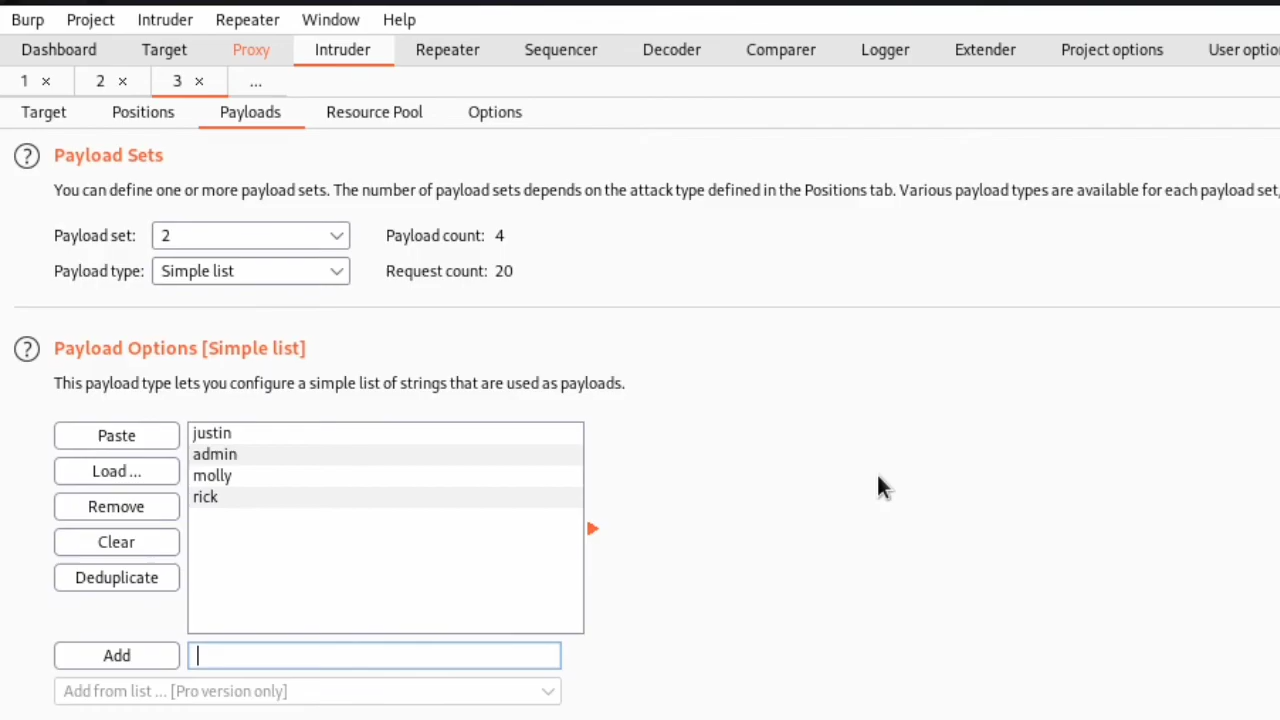 Burp Project Intruder Repeater Window Help
Dashboard Target Proxy Intruder Repeater Sequencer Decoder Comparer Logger Extender Project options User optio
1 × 2 × 3 × ...
Target Positions Payloads Resource Pool Options
? Payload Sets
You can define one or more payload sets. The number of payload sets depends on the attack type defined in the Positions tab. Various payload types are available for each payload set,
Payload set: 2 Payload count: 4
Payload type: Simple list Request count: 20
? Payload Options [Simple list]
This payload type lets you configure a simple list of strings that are used as payloads.
Paste
Load ...
Remove
Clear
Deduplicate
justin
admin
molly
rick
Add
Add from list ... [Pro version only]